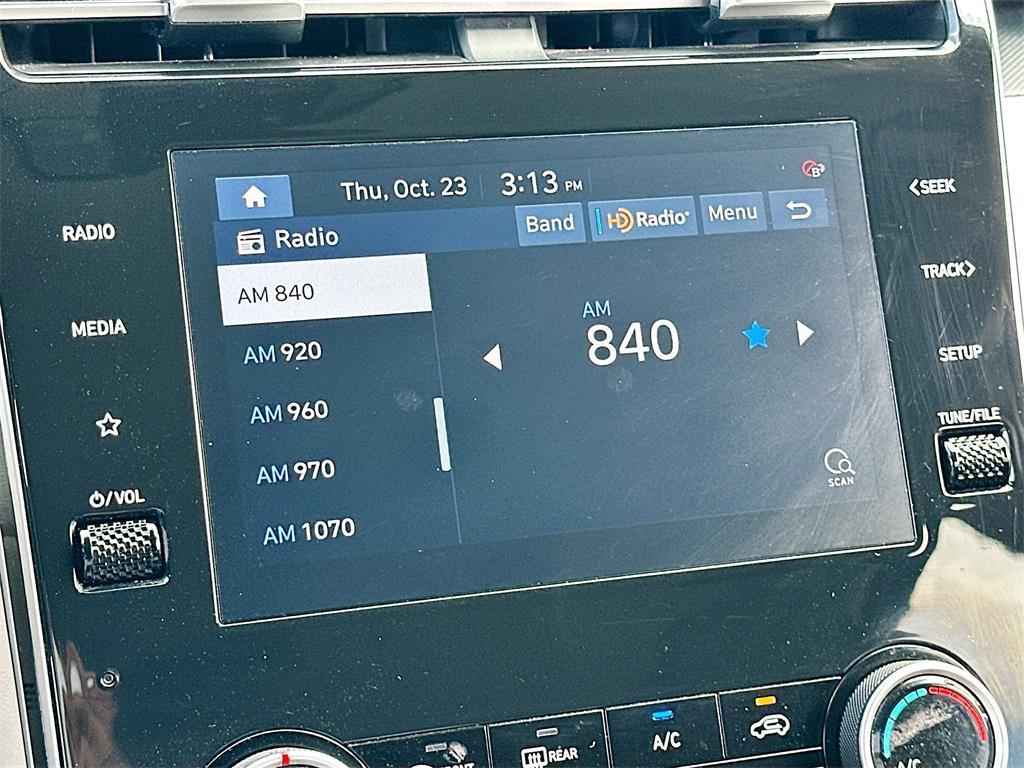 Thu, Oct. 23 3:13 PM
B
Radio Band HD Radio Menu
AM 840
AM 920
AM 960
AM 970
AM 1070
AM
840
SCAN
RADIO
MEDIA
/VOL
<SEEK
TRACK>
SETUP
TUNE/FILE
FRONT
REAR
A/C
A/C